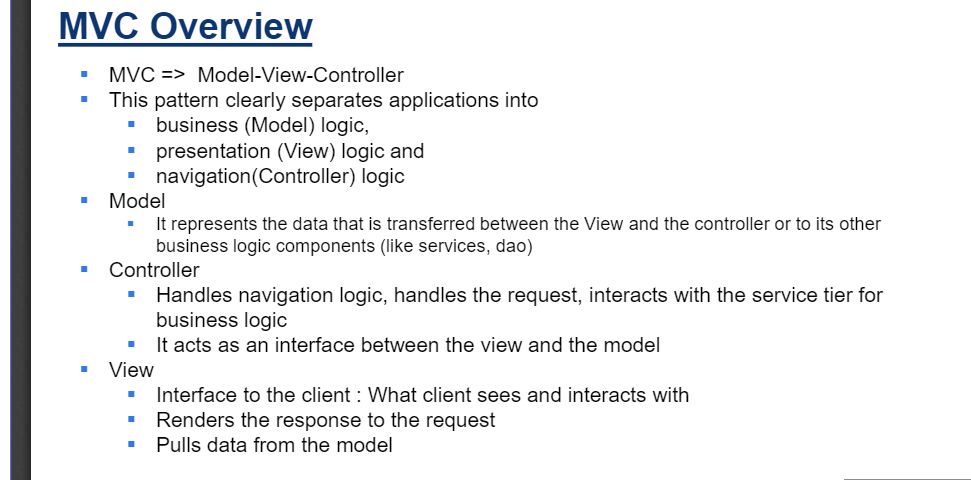 MVC Overview
MVC => Model-View-Controller
This pattern clearly separates applications into
business (Model) logic,
presentation (View) logic and
navigation(Controller) logic
Model
It represents the data that is transferred between the View and the controller or to its other
business logic components (like services, dao)
Controller
Handles navigation logic, handles the request, interacts with the service tier for
business logic
It acts as an interface between the view and the model
View
Interface to the client : What client sees and interacts with
Renders the response to the request
Pulls data from the model